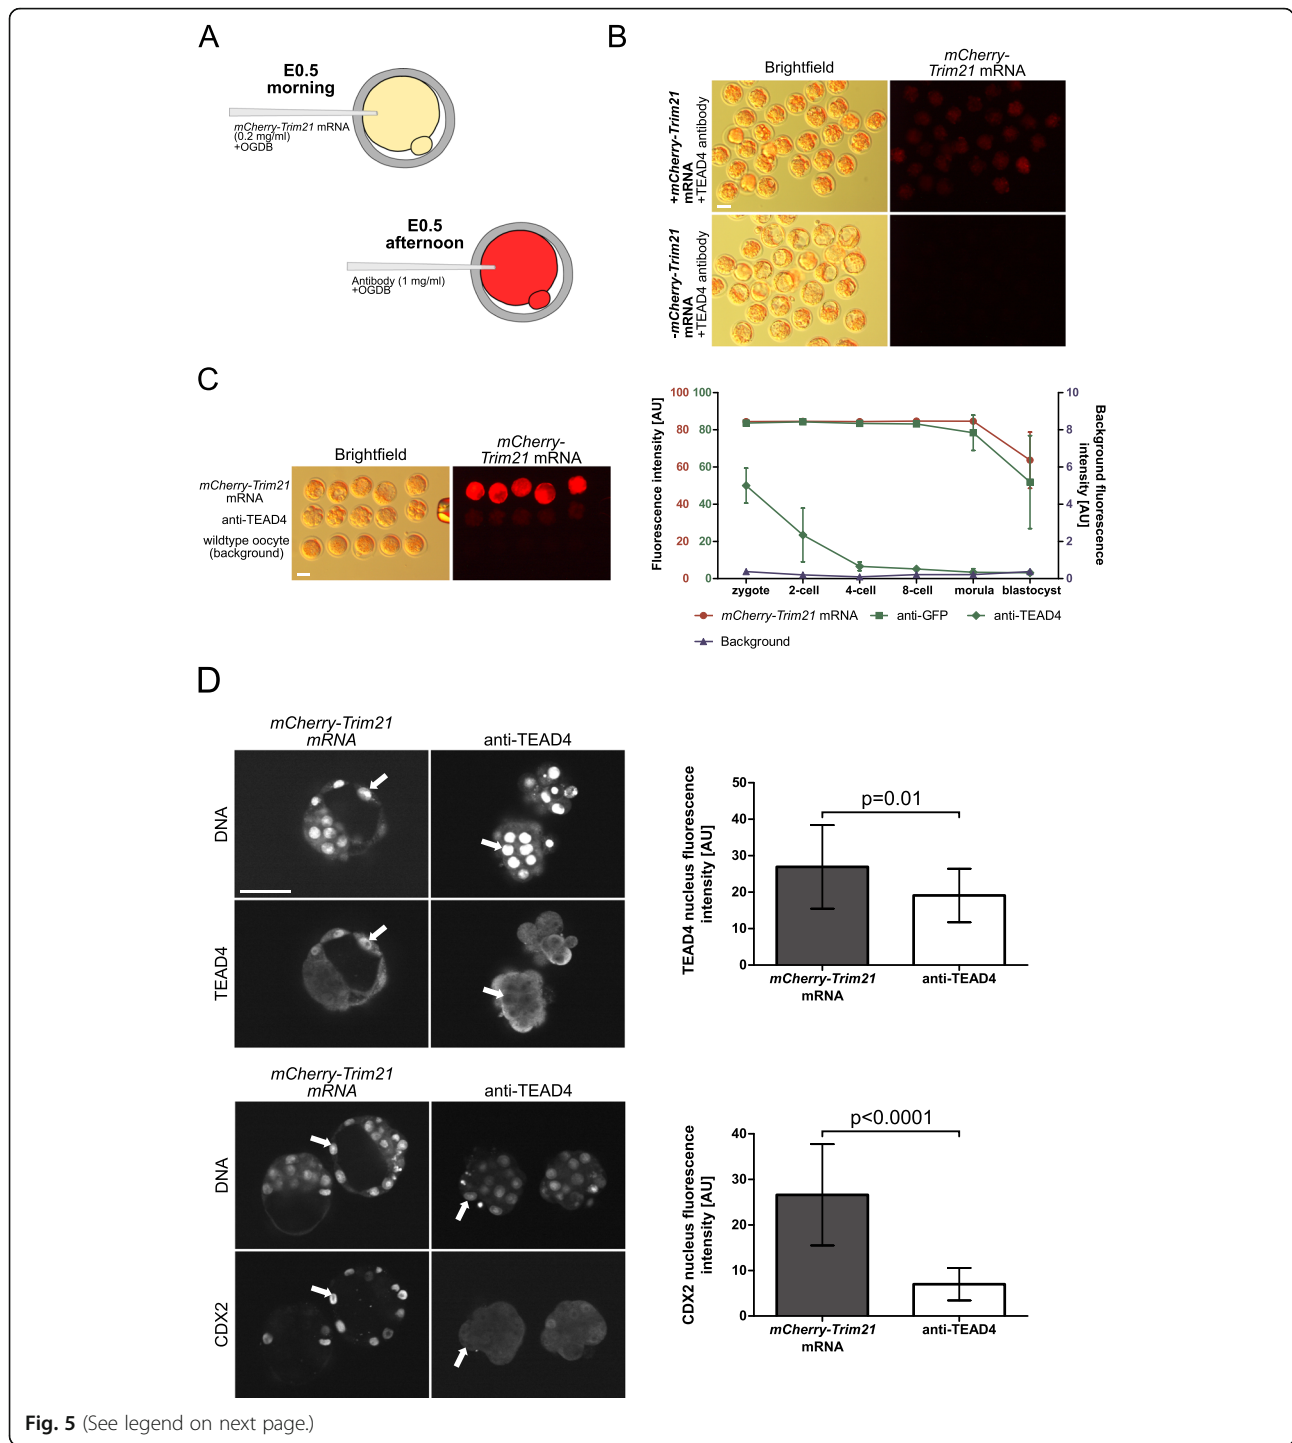 A
E0.5
morning
mCherry-Trim21 mRNA
(0.2 mg/ml)
+OGDB
E0.5
afternoon
Antibody (1 mg/ml)
+OGDB
B
Brightfield
mCherry-
Trim21 mRNA
+mCherry-Trim21
mRNA
+TEAD4 antibody
-mCherry-Trim21
mRNA
+TEAD4 antibody
C
Brightfield
mCherry-
Trim21 mRNA
mCherry-Trim21
mRNA
anti-TEAD4
wildtype oocyte
(background)
Fluorescence intensity [AU]
100 100
80 80
60 60
40 40
20 20
0 0
10
8
6
4
2
0
Background fluorescence
intensity [AU]
zygote 2-cell 4-cell 8-cell morula blastocyst
mCherry-Trim21 mRNA anti-GFP anti-TEAD4
Background
D
mCherry-Trim21
mRNA
anti-TEAD4
DNA
TEAD4
TEAD4 nucleus fluorescence
intensity [AU]
50
40
30
20
10
0
p=0.01
mCherry-Trim21
mRNA
anti-TEAD4
mCherry-Trim21
mRNA
anti-TEAD4
DNA
CDX2
CDX2 nucleus fluorescence
intensity [AU]
40
30
20
10
0
p<0.0001
mCherry-Trim21
mRNA
anti-TEAD4
Fig. 5 (See legend on next page.)